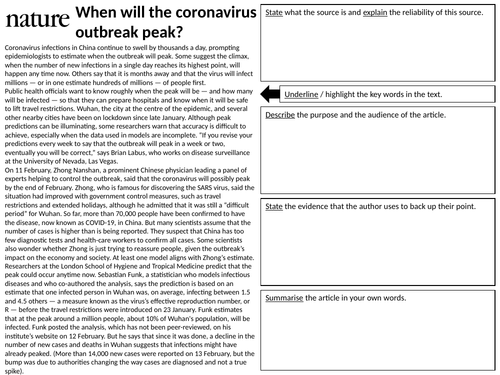 nature
When will the coronavirus
outbreak peak?
Coronavirus infections in China continue to swell by thousands a day, prompting
epidemiologists to estimate when the outbreak will peak. Some suggest the climax,
when the number of new infections in a single day reaches its highest point, will
happen any time now. Others say that it is months away and that the virus will infect
millions — or in one estimate hundreds of millions — of people first.
Public health officials want to know roughly when the peak will be — and how many
will be infected — so that they can prepare hospitals and know when it will be safe
to lift travel restrictions. Wuhan, the city at the centre of the epidemic, and several
other nearby cities have been on lockdown since late January. Although peak
predictions can be illuminating, some researchers warn that accuracy is difficult to
achieve, especially when the data used in models are incomplete. "If you revise your
predictions every week to say that the outbreak will peak in a week or two,
eventually you will be correct," says Brian Labus, who works on disease surveillance
at the University of Nevada, Las Vegas.
On 11 February, Zhong Nanshan, a prominent Chinese physician leading a panel of
experts helping to control the outbreak, said that the coronavirus will possibly peak
by the end of February. Zhong, who is famous for discovering the SARS virus, said the
situation had improved with government control measures, such as travel
restrictions and extended holidays, although he admitted that it was still a "difficult
period" for Wuhan. So far, more than 70,000 people have been confirmed to have
the disease, now known as COVID-19, in China. But many scientists assume that the
number of cases is higher than is being reported. They suspect that China has too
few diagnostic tests and health-care workers to confirm all cases. Some scientists
also wonder whether Zhong is just trying to reassure people, given the outbreak's
impact on the economy and society. At least one model aligns with Zhong's estimate.
Researchers at the London School of Hygiene and Tropical Medicine predict that the
peak could occur anytime now. Sebastian Funk, a statistician who models infectious
diseases and who co-authored the analysis, says the prediction is based on an
estimate that one infected person in Wuhan was, on average, infecting between 1.5
and 4.5 others — a measure known as the virus's effective reproduction number, or
R — before the travel restrictions were introduced on 23 January. Funk estimates
that at the peak around a million people, about 10% of Wuhan's population, will be
infected. Funk posted the analysis, which has not been peer-reviewed, on his
institute's website on 12 February. But he says that since it was done, a decline in the
number of new cases and deaths in Wuhan suggests that infections might have
already peaked. (More than 14,000 new cases were reported on 13 February, but the
bump was due to authorities changing the way cases are diagnosed and not a true
spike).
State what the source is and explain the reliability of this source.
Underline / highlight the key words in the text.
Describe the purpose and the audience of the article.
State the evidence that the author uses to back up their point.
Summarise the article in your own words.